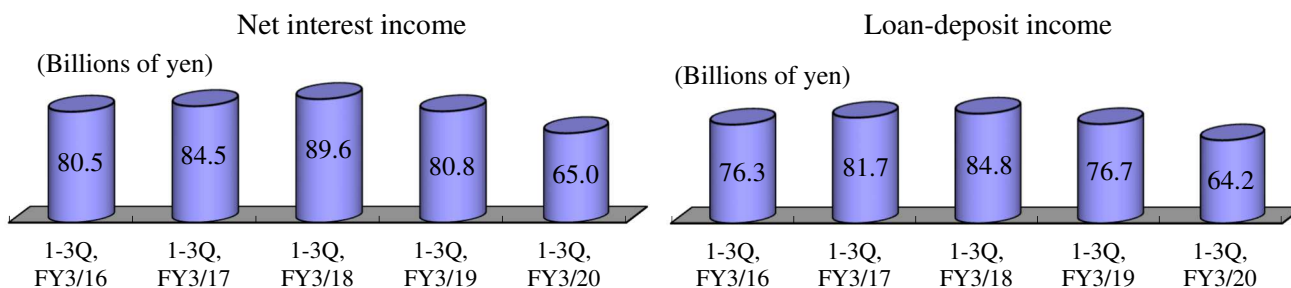 Net interest income
(Billions of yen)
80.5
84.5
89.6
80.8
65.0
1-3Q,
FY3/16
1-3Q,
FY3/17
1-3Q,
FY3/18
1-3Q,
FY3/19
1-3Q,
FY3/20
Loan-deposit income
(Billions of yen)
76.3
81.7
84.8
76.7
64.2
1-3Q,
FY3/16
1-3Q,
FY3/17
1-3Q,
FY3/18
1-3Q,
FY3/19
1-3Q,
FY3/20